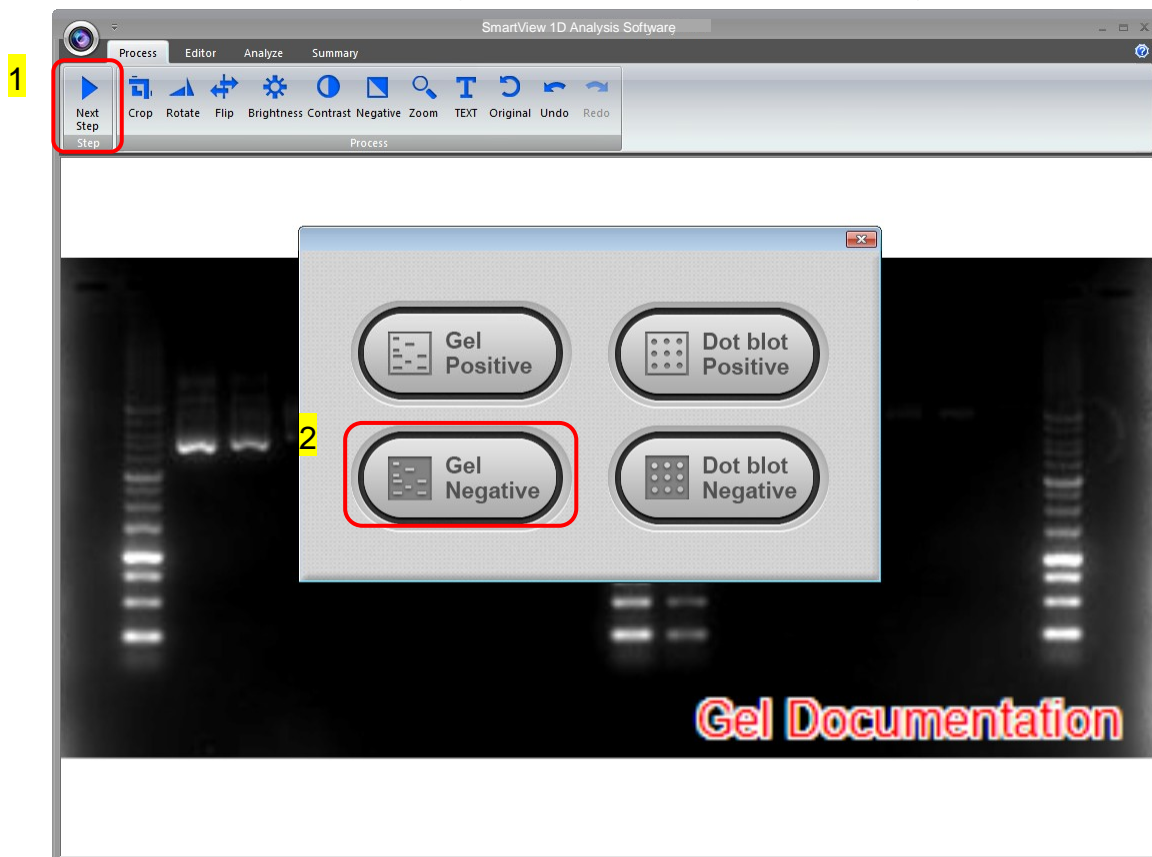 SmartView 1D Analysis Software
Process Editor Analyze Summary
1
Next Step
Crop Rotate Flip Brightness Contrast Negative Zoom TEXT Original Undo Redo
Step Process
Gel Positive
Dot blot Positive
2
Gel Negative
Dot blot Negative
Gel Documentation